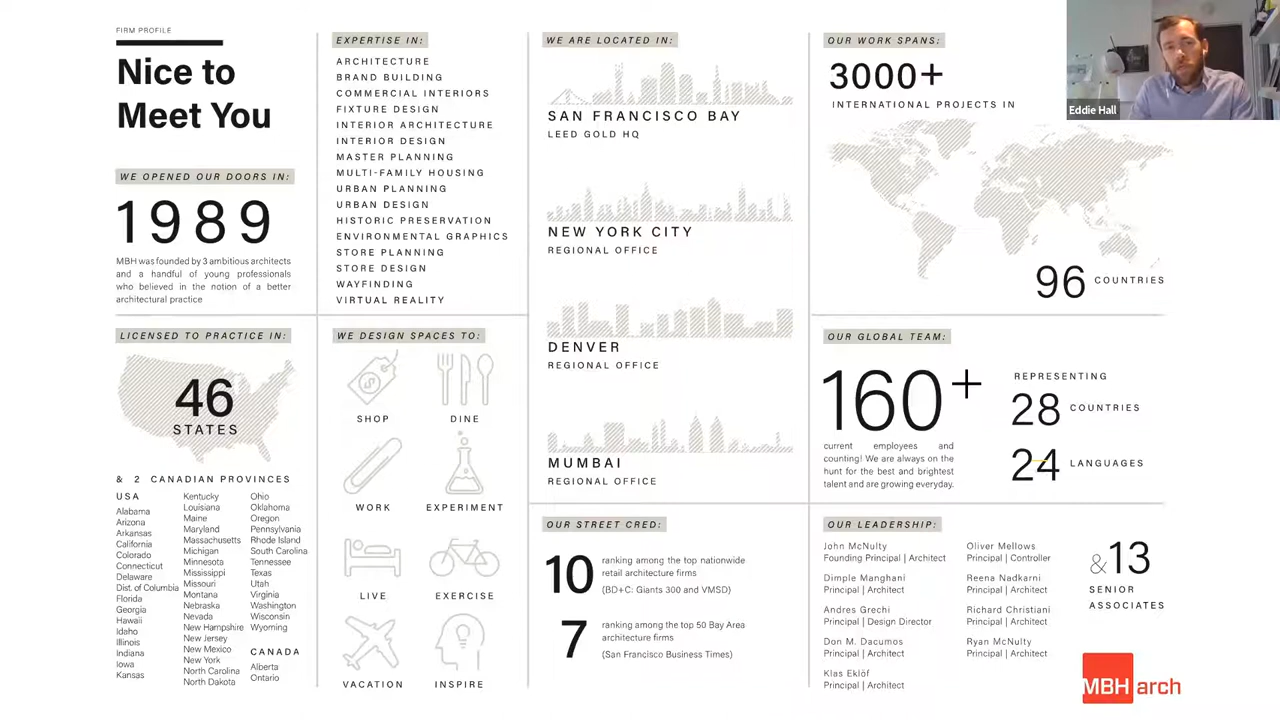 FIRM PROFILE
Nice to
Meet You
WE OPENED OUR DOORS IN:
1989
MBH was founded by 3 ambitious architects
and a handful of young professionals
who believed in the notion of a better
architectural practice
LICENSED TO PRACTICE IN:
46
STATES
& 2 CANADIAN PROVINCES
USA
Alabama
Arizona
Arkansas
California
Colorado
Connecticut
Delaware
Dist. of Columbia
Florida
Georgia
Hawaii
Idaho
Illinois
Indiana
Iowa
Kansas
Kentucky
Louisiana
Maine
Maryland
Massachusetts
Michigan
Minnesota
Mississippi
Missouri
Montana
Nebraska
Nevada
New Hampshire
New Jersey
New Mexico
New York
North Carolina
North Dakota
Ohio
Oklahoma
Oregon
Pennsylvania
Rhode Island
South Carolina
Tennessee
Texas
Utah
Virginia
Washington
Wisconsin
Wyoming
CANADA
Alberta
Ontario
EXPERTISE IN:
ARCHITECTURE
BRAND BUILDING
COMMERCIAL INTERIORS
FIXTURE DESIGN
INTERIOR ARCHITECTURE
INTERIOR DESIGN
MASTER PLANNING
MULTI-FAMILY HOUSING
URBAN PLANNING
URBAN DESIGN
HISTORIC PRESERVATION
ENVIRONMENTAL GRAPHICS
STORE PLANNING
STORE DESIGN
WAYFINDING
VIRTUAL REALITY
WE DESIGN SPACES TO:
SHOP
DINE
WORK
EXPERIMENT
LIVE
EXERCISE
VACATION
INSPIRE
WE ARE LOCATED IN:
SAN FRANCISCO BAY
LEED GOLD HQ
NEW YORK CITY
REGIONAL OFFICE
DENVER
REGIONAL OFFICE
MUMBAI
REGIONAL OFFICE
OUR STREET CRED:
10
ranking among the top nationwide
retail architecture firms
(BD+C: Giants 300 and VMSD)
7
ranking among the top 50 Bay Area
architecture firms
(San Francisco Business Times)
OUR WORK SPANS:
3000+
INTERNATIONAL PROJECTS IN
96 COUNTRIES
OUR GLOBAL TEAM:
160+
current employees and
counting! We are always on the
hunt for the best and brightest
talent and are growing everyday.
REPRESENTING
28 COUNTRIES
24 LANGUAGES
OUR LEADERSHIP:
John McNulty
Founding Principal | Architect
Dimple Manghani
Principal | Architect
Andres Grechi
Principal | Design Director
Don M. Dacumos
Principal | Architect
Klas Eklöf
Principal | Architect
Oliver Mellows
Principal | Controller
Reena Nadkarni
Principal | Architect
Richard Christiani
Principal | Architect
Ryan McNulty
Principal | Architect
&13
SENIOR
ASSOCIATES
MBH arch
Eddie Hall